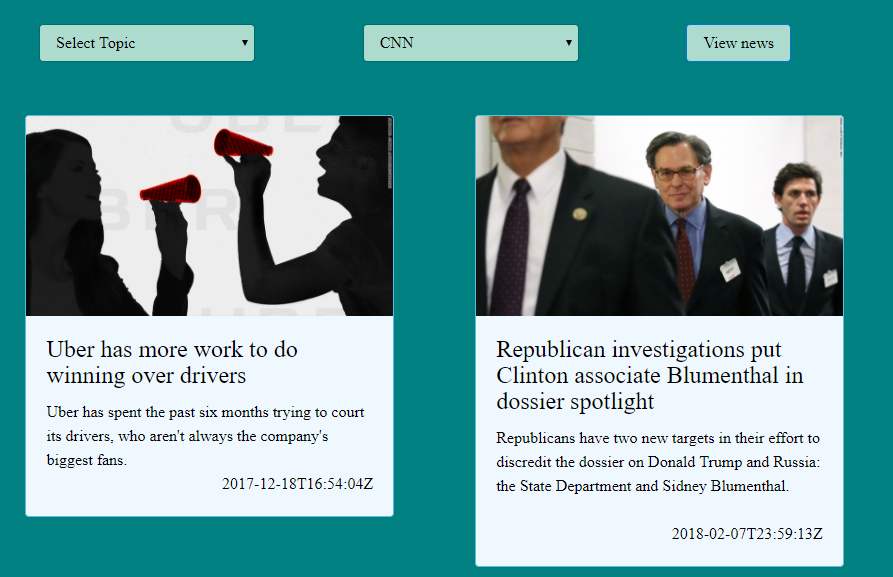 Select Topic
CNN
View news
UBER
BER
UBER
Uber has more work to do
winning over drivers
Uber has spent the past six months trying to court
its drivers, who aren't always the company's
biggest fans.
2017-12-18T16:54:04Z
Republican investigations put
Clinton associate Blumenthal in
dossier spotlight
Republicans have two new targets in their effort to
discredit the dossier on Donald Trump and Russia:
the State Department and Sidney Blumenthal.
2018-02-07T23:59:13Z